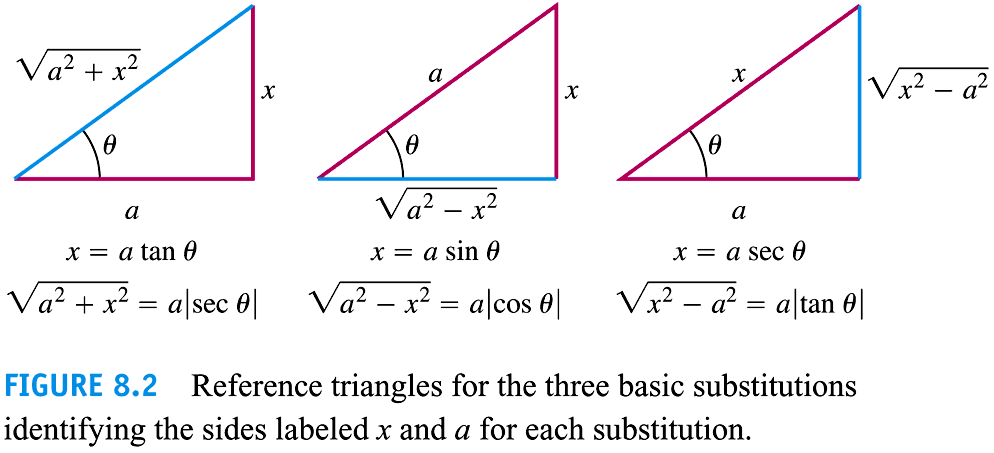 √a² + x²
x
θ
a
x = a tan θ
√a² + x² = a|sec θ|
a
x
θ
√a² − x²
x = a sin θ
√a² − x² = a|cos θ|
x
√x² − a²
θ
a
x = a sec θ
√x² − a² = a|tan θ|
FIGURE 8.2 Reference triangles for the three basic substitutions
identifying the sides labeled x and a for each substitution.